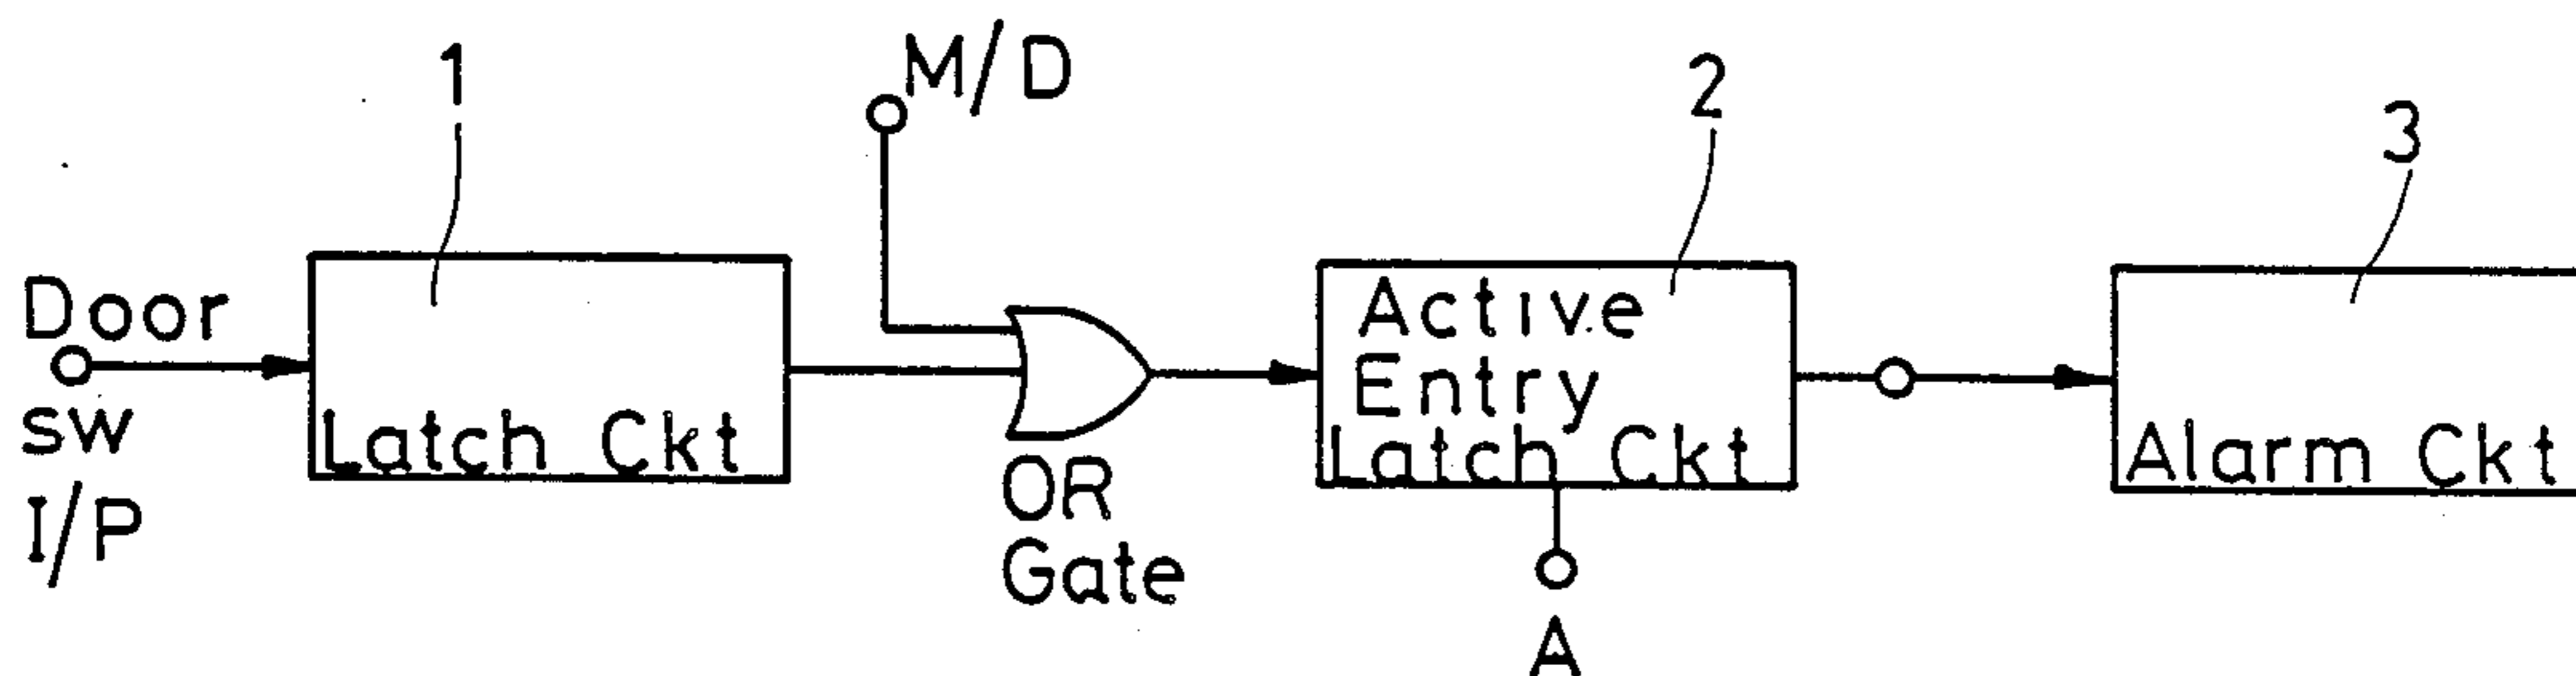 1
M/D
2
3
Door
SW
I/P
Latch Ckt
OR
Gate
Active
Entry
Latch Ckt
A
Alarm Ckt